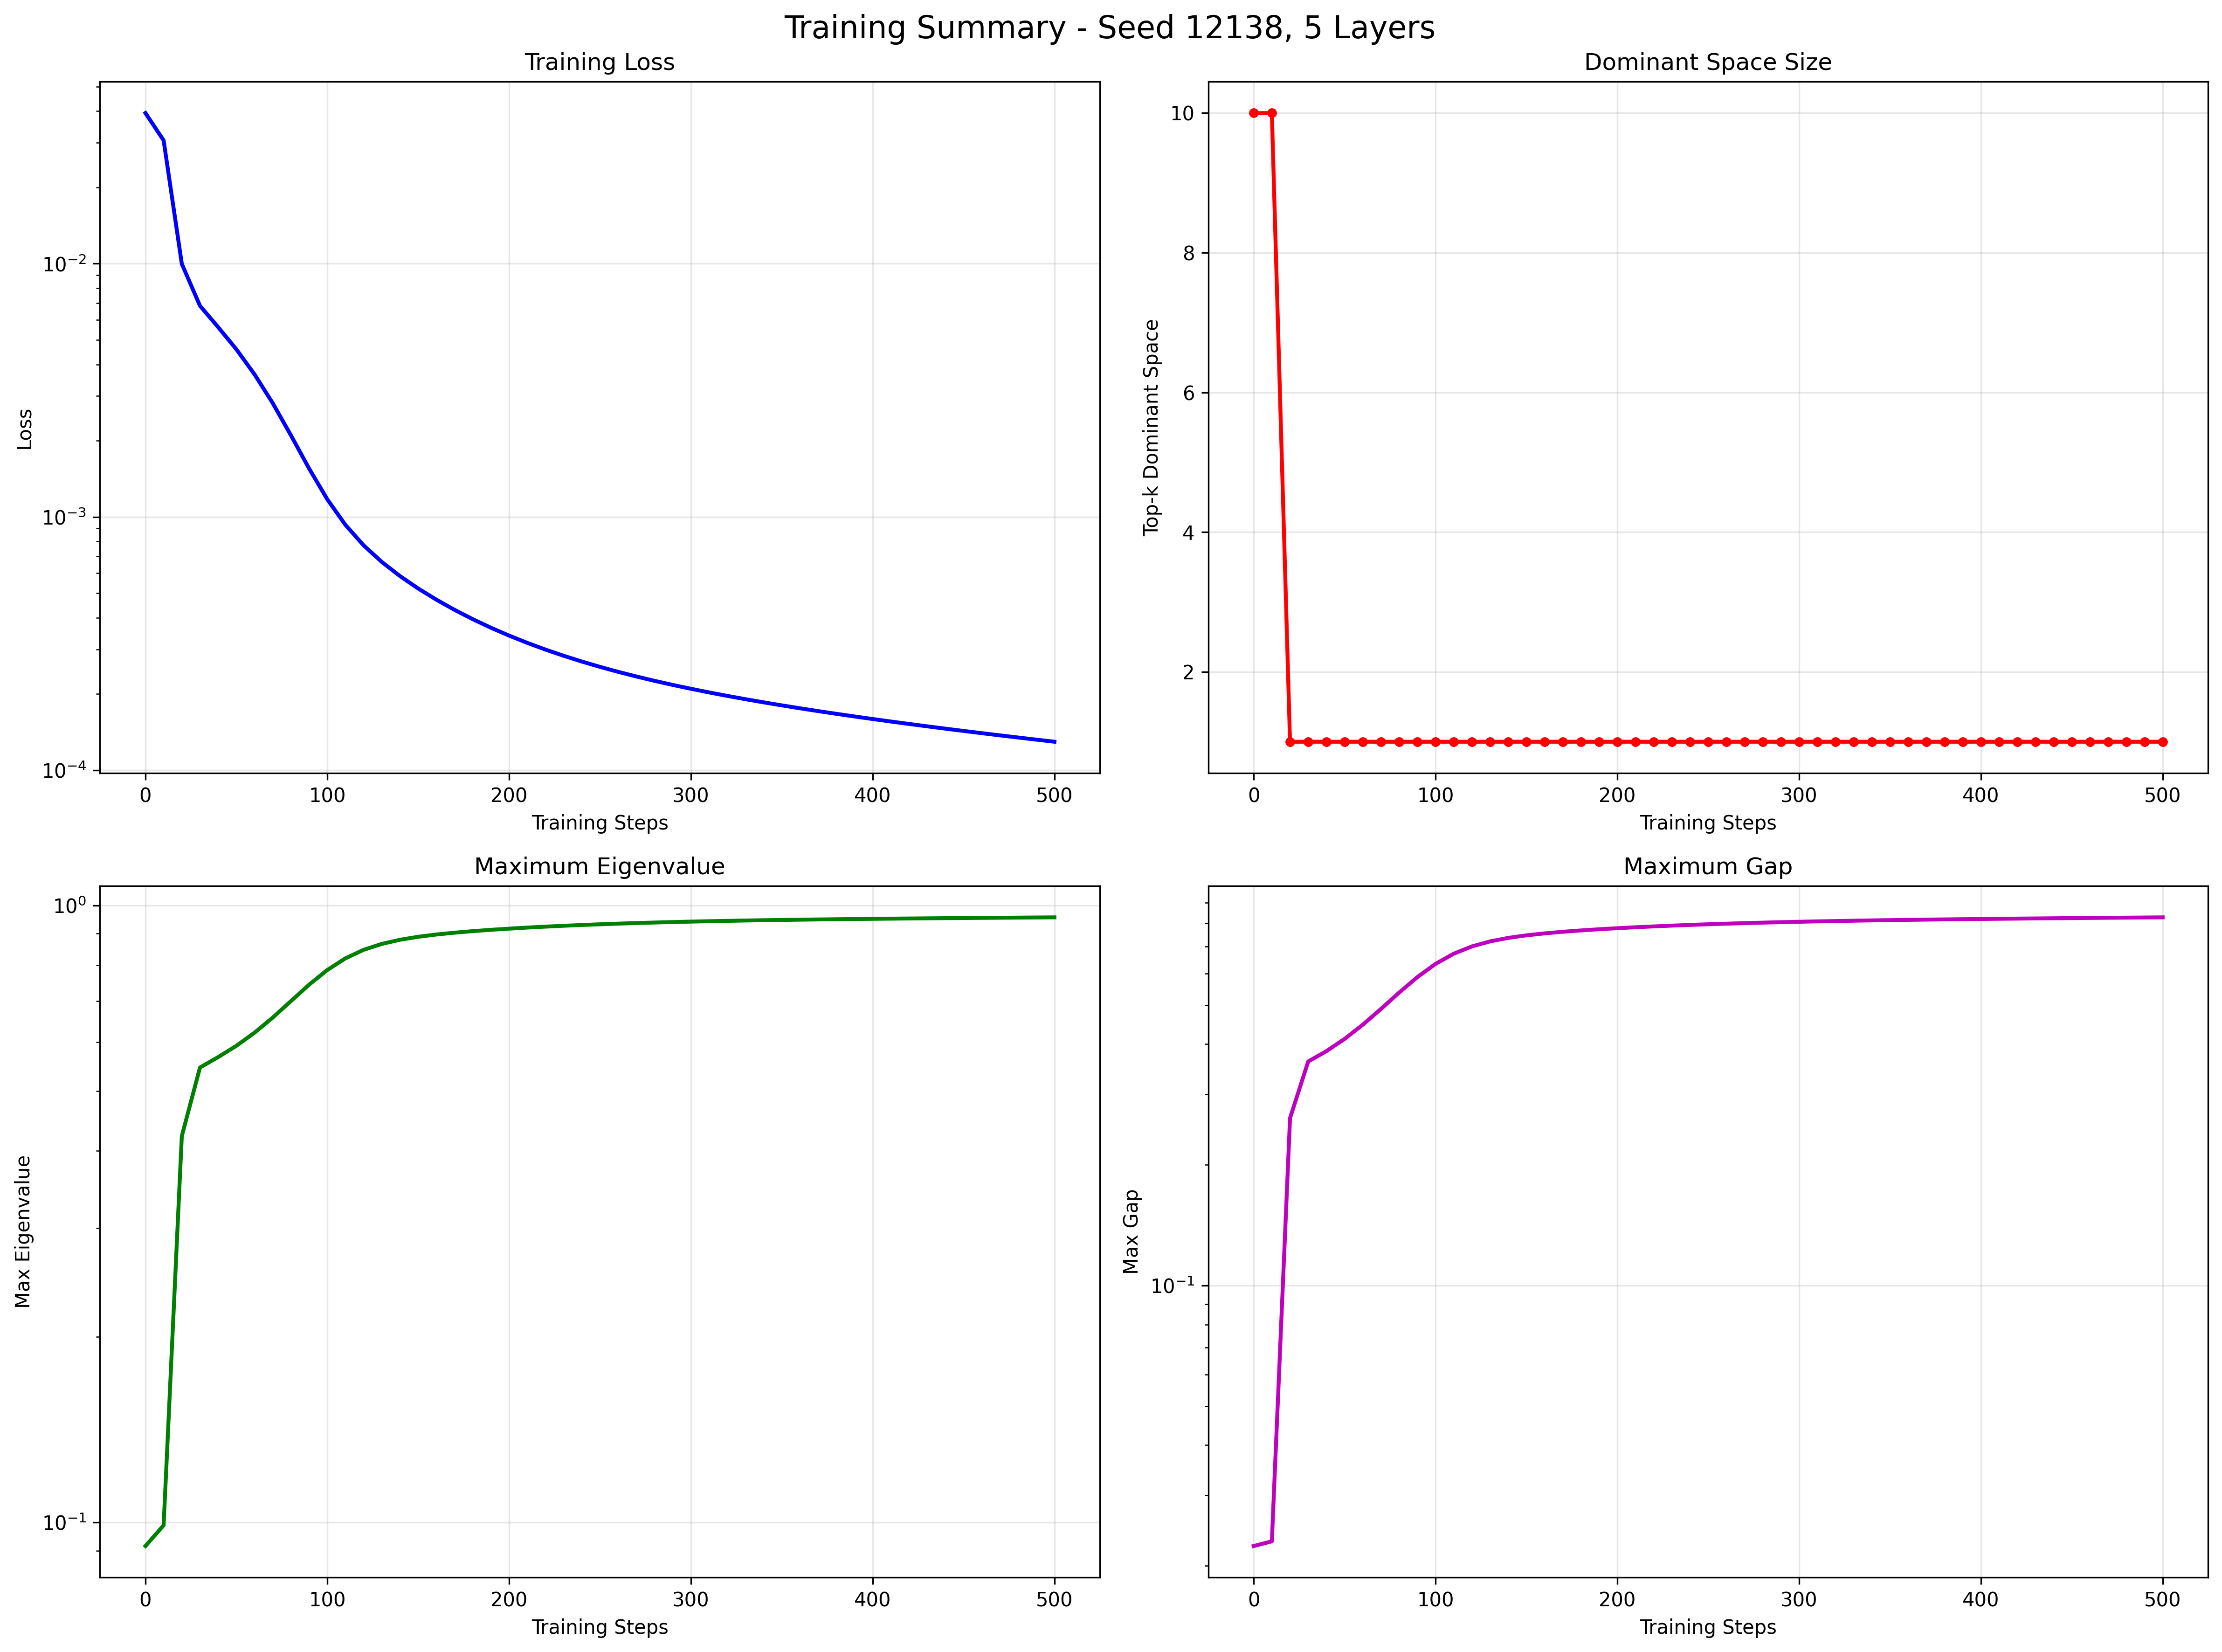 Training Summary - Seed 12138, 5 Layers
Training Loss
Loss
10⁻²
10⁻³
10⁻⁴
0 100 200 300 400 500
Training Steps
Dominant Space Size
Top-k Dominant Space
10
8
6
4
2
0 100 200 300 400 500
Training Steps
Maximum Eigenvalue
Max Eigenvalue
10⁰
10⁻¹
0 100 200 300 400 500
Training Steps
Maximum Gap
Max Gap
10⁻¹
0 100 200 300 400 500
Training Steps